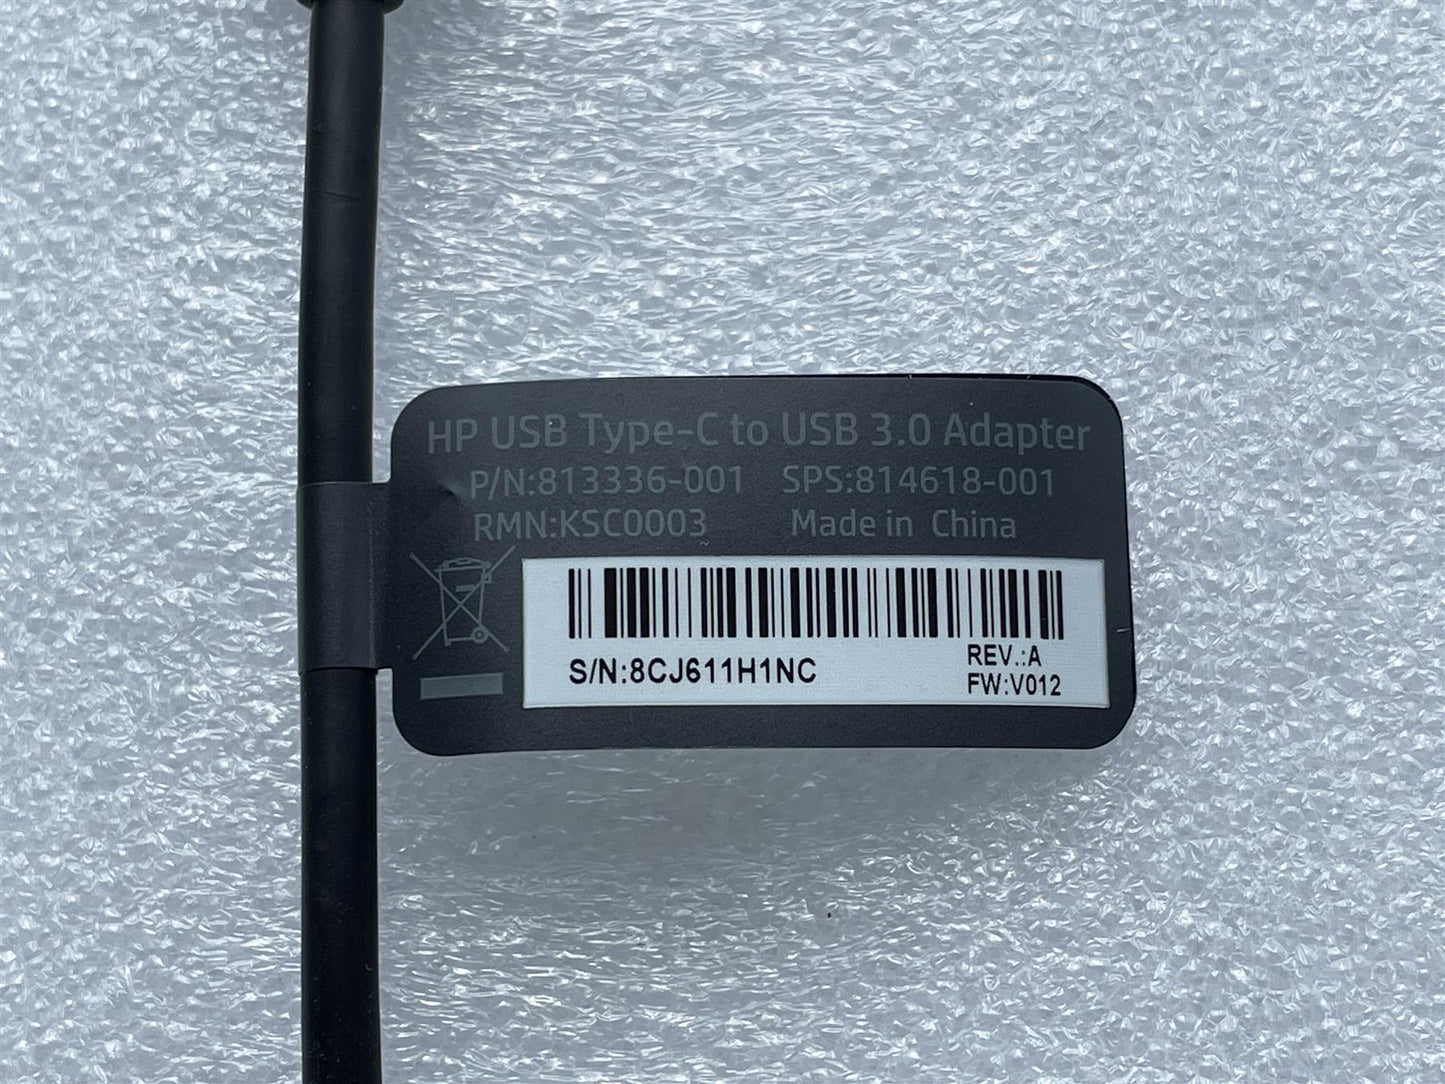 HP USB Type-C to USB 3.0 Adapter
P/N:813336-001 SPS:814618-001
RMN:KSC0003 Made in China
S/N:8CJ611H1NC
REV.:A
FW:V012